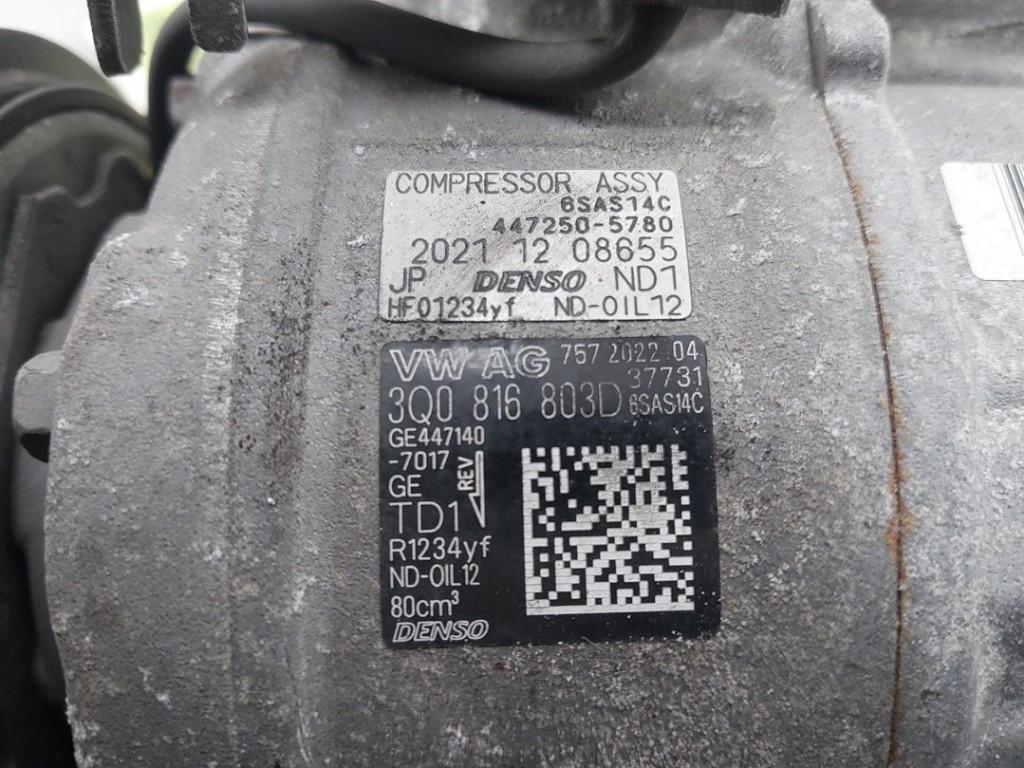 COMPRESSOR ASSY
6SAS14C
447250-5780
2021 12 08655
JP DENSO ND1
HF01234yf ND-OIL12
VW AG 757 2022 04
37731
3Q0 816 803D 6SAS14C
GE447140
-7017
REV
GE
TD1
R1234yf
ND-OIL12
80cm³
DENSO